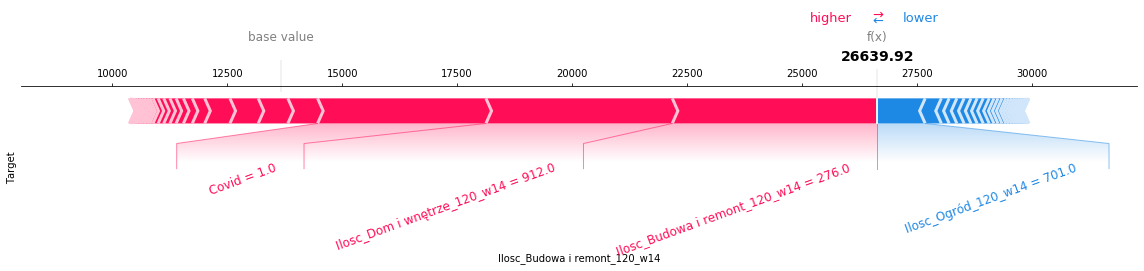 higher ⇄ lower
base value f(x)
26639.92
10000 12500 15000 17500 20000 22500 25000 27500 30000
Covid = 1.0
Ilosc_Dom i wnętrze_120_w14 = 912.0
Ilosc_Budowa i remont_120_w14 = 276.0
Ilosc_Ogród_120_w14 = 701.0
Target
Ilosc_Budowa i remont_120_w14